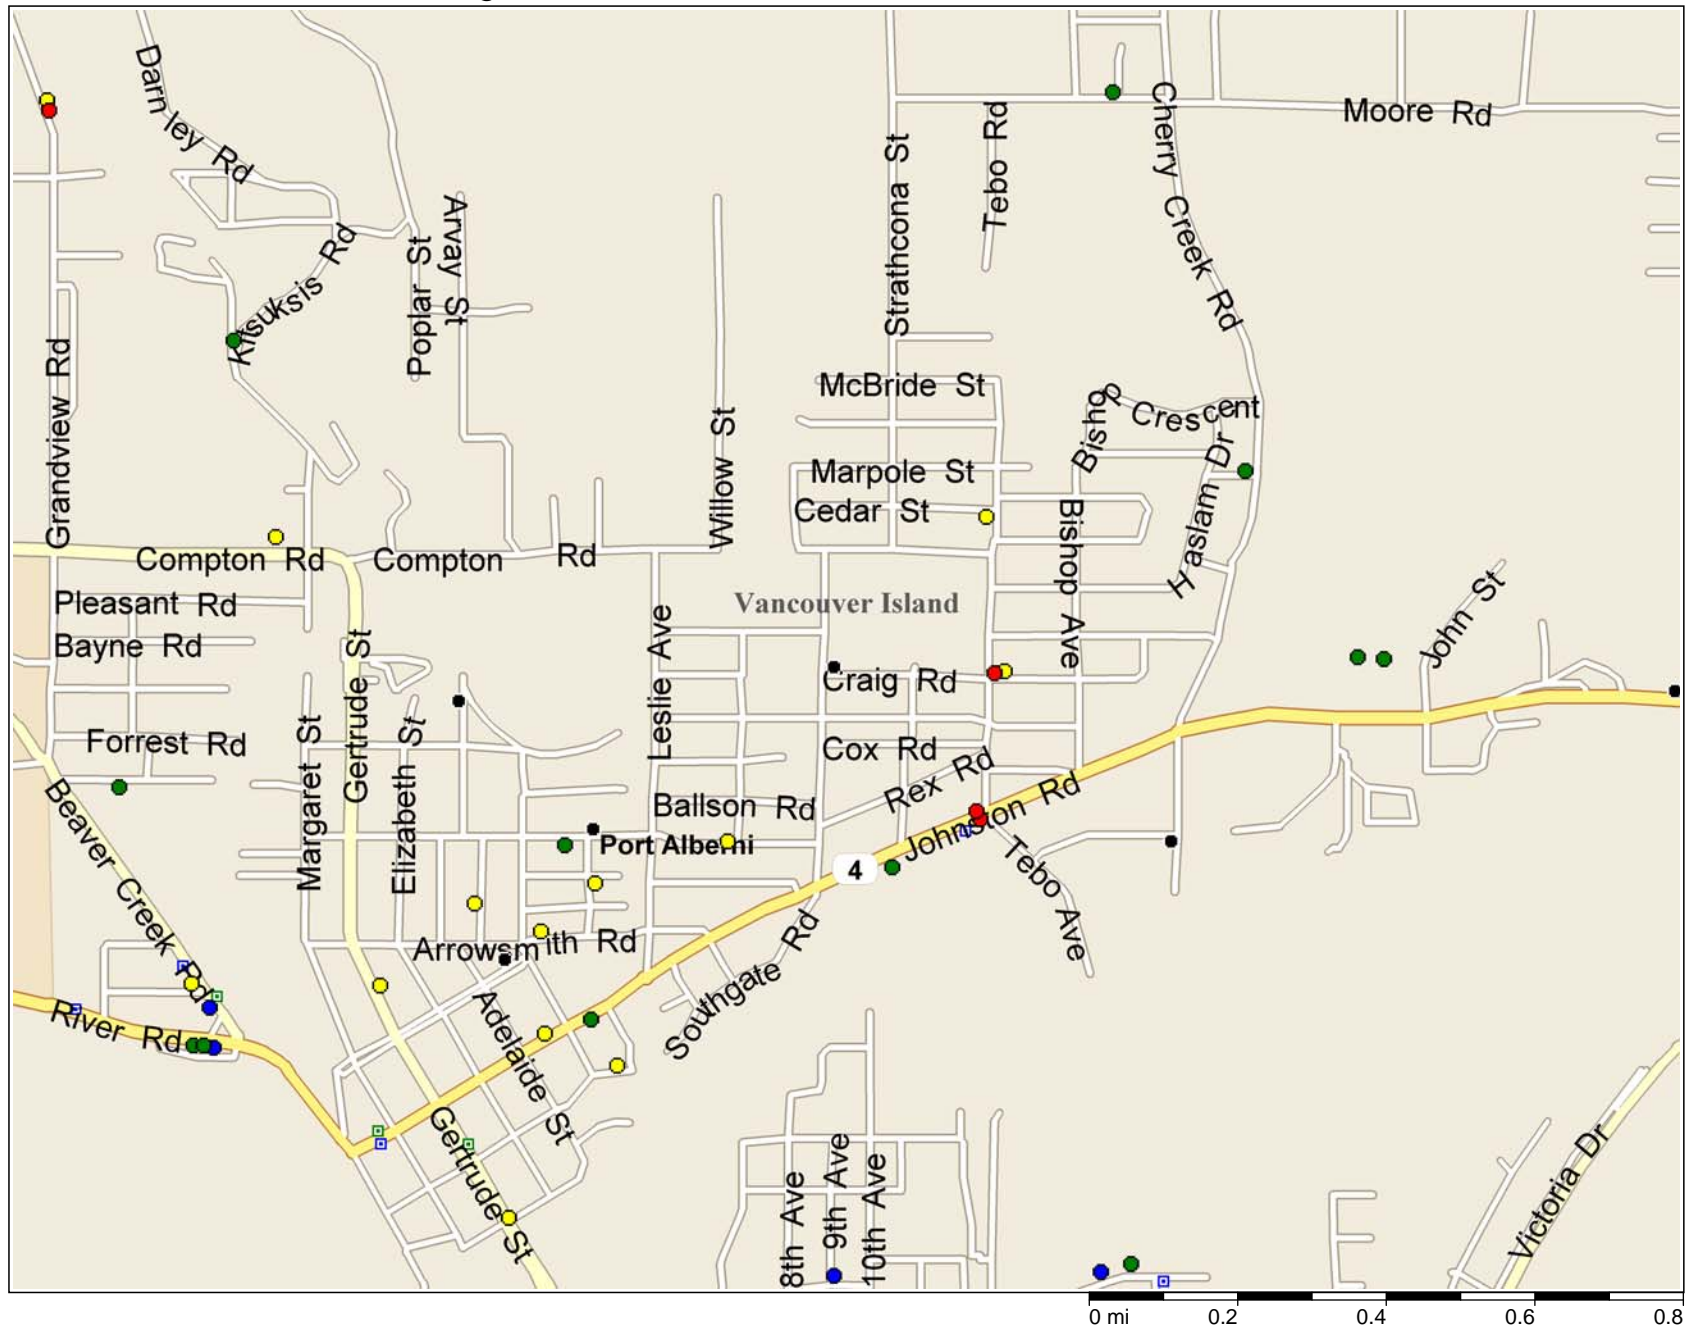 Darnley Rd
Cherry Creek Rd
Moore Rd
Tebo Rd
Strathcona St
Arvay St
Poplar St
Kitsuksis Rd
Grandview Rd
McBride St
Bishop Crescent
Willow St
Marpole St
Haslam Dr
Cedar St
Bishop Ave
Compton Rd
Compton Rd
Pleasant Rd
Vancouver Island
John St
Bayne Rd
Leslie Ave
Gertrude St
Craig Rd
Margaret St
Elizabeth St
Forrest Rd
Cox Rd
Rex Rd
Beaver Creek Rd
Ballson Rd
Johnston Rd
Port Alberni
4
Tebo Ave
Arrowsmith Rd
Southgate Rd
River Rd
Adelaide St
Gertrude St
8th Ave
9th Ave
10th Ave
Victoria Dr
0 mi 0.2 0.4 0.6 0.8